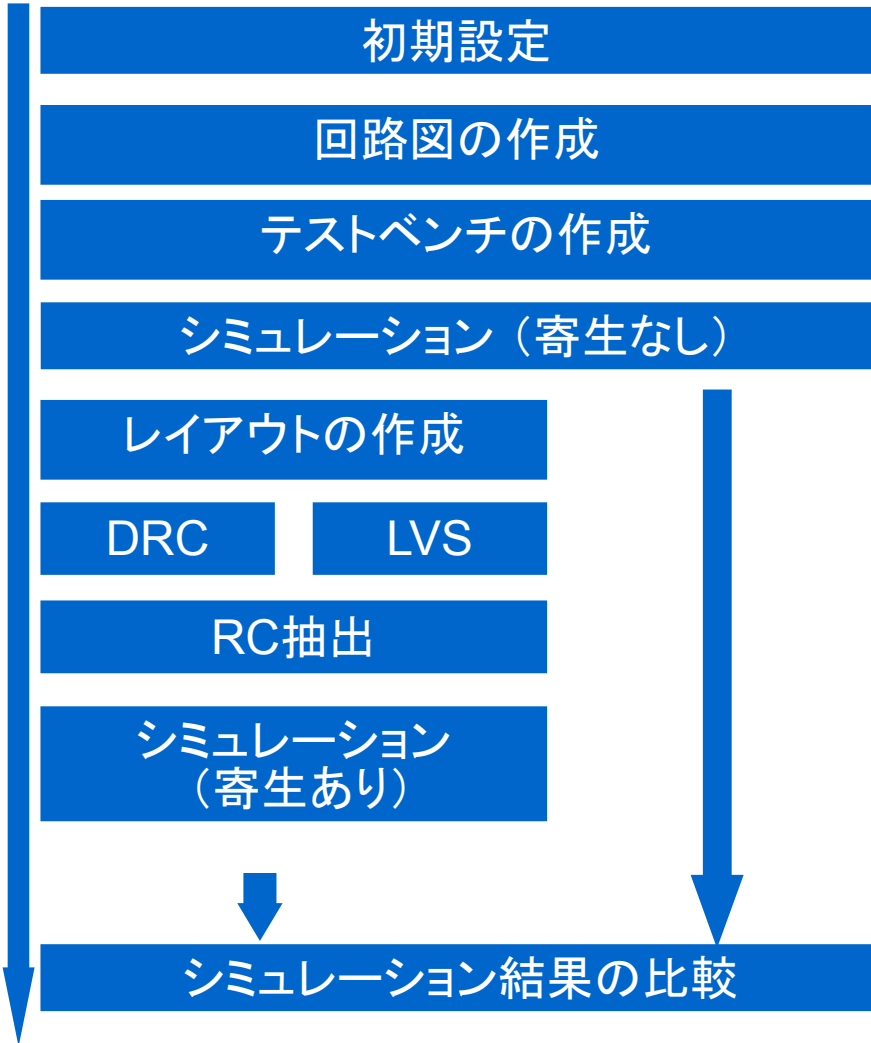 初期設定
回路図の作成
テストベンチの作成
シミュレーション（寄生なし）
レイアウトの作成
DRC
LVS
RC抽出
シミュレーション
（寄生あり）
シミュレーション結果の比較